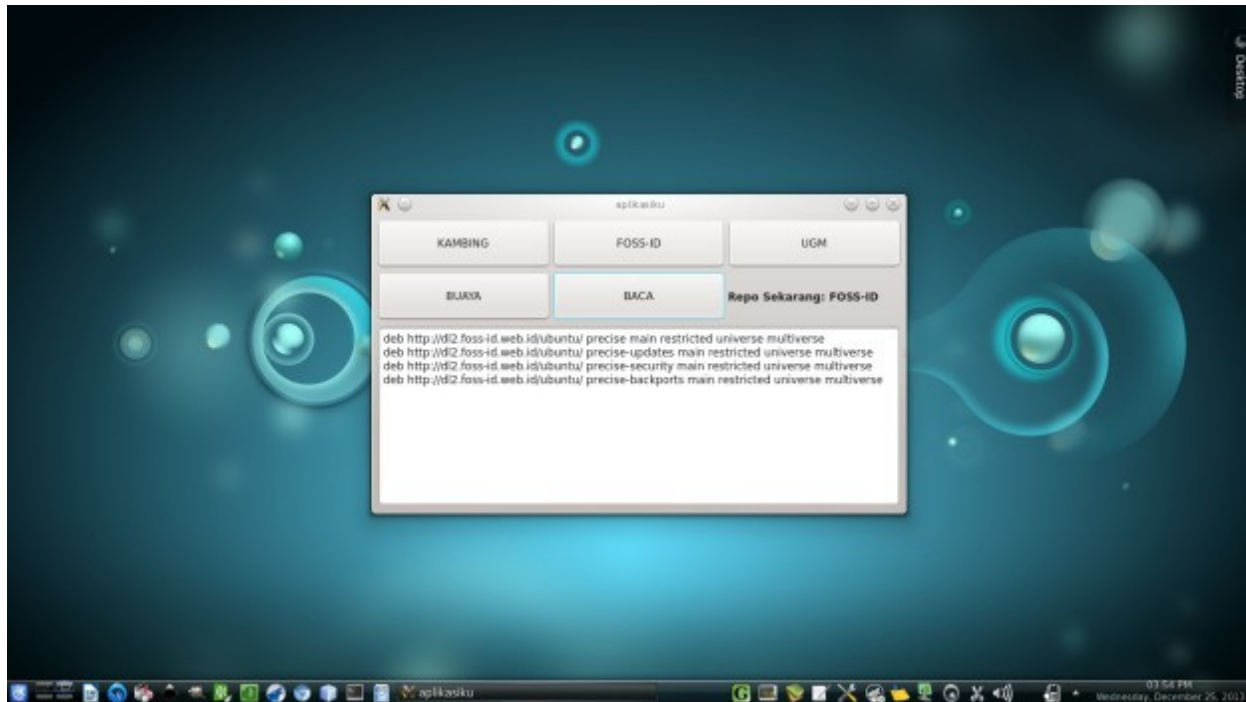 Desktop
aplikasiku
KAMBING
FOSS-ID
UGM
BUAYA
BACA
Repo Sekarang: FOSS-ID
deb http://dl2.foss-id.web.id/ubuntu/ precise main restricted universe multiverse
deb http://dl2.foss-id.web.id/ubuntu/ precise-updates main restricted universe multiverse
deb http://dl2.foss-id.web.id/ubuntu/ precise-security main restricted universe multiverse
deb http://dl2.foss-id.web.id/ubuntu/ precise-backports main restricted universe multiverse
aplikasiku
03:54 PM
Wednesday, December 25, 2013